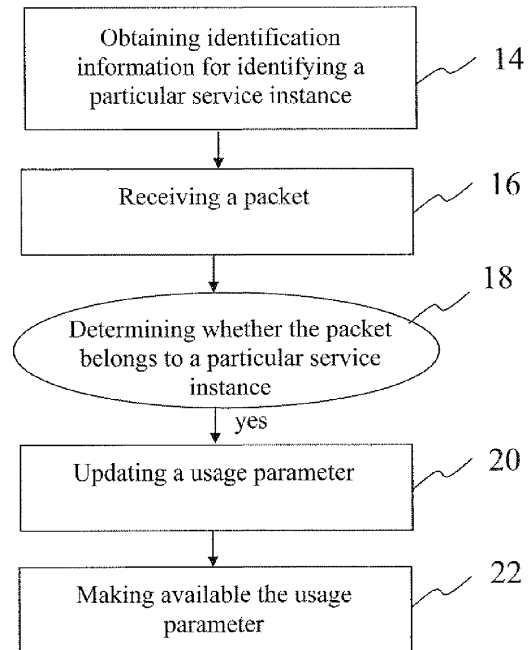 Obtaining identification
information for identifying a
particular service instance
14
Receiving a packet
16
18
Determining whether the packet
belongs to a particular service
instance
yes
Updating a usage parameter
20
Making available the usage
parameter
22